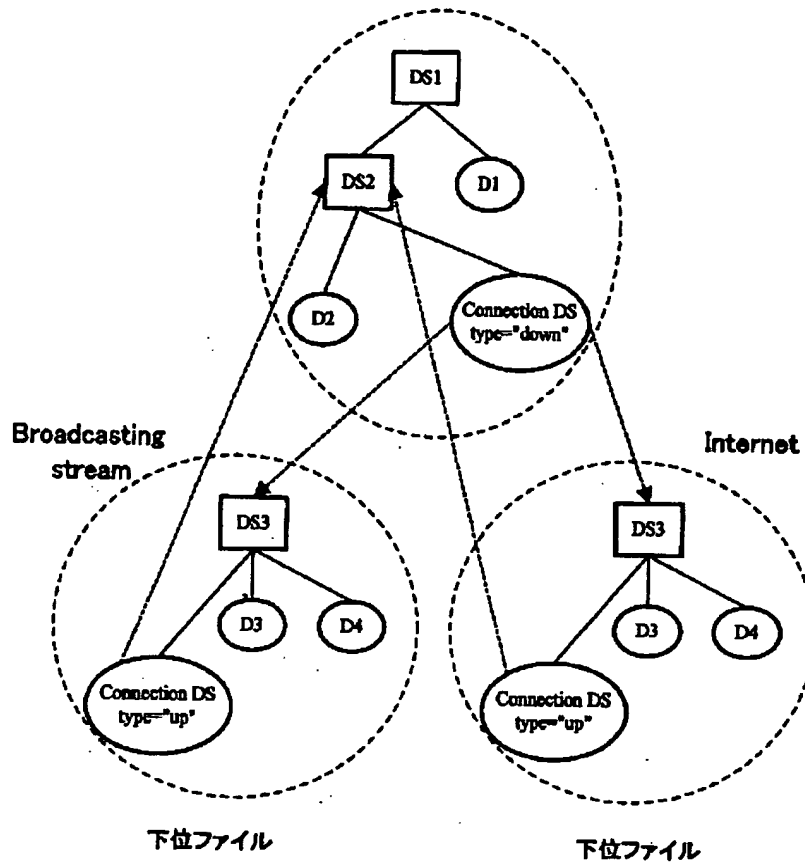 DS1
DS2
D1
D2
Connection DS
type="down"
Broadcasting
stream
Internet
DS3
D3
D4
Connection DS
type="up"
DS3
D3
D4
Connection DS
type="up"
下位ファイル
下位ファイル